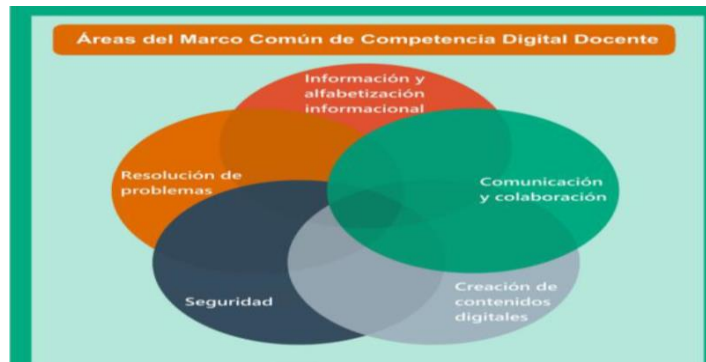 Áreas del Marco Común de Competencia Digital Docente
Información y
alfabetización
informacional
Resolución de
problemas
Comunicación
y colaboración
Seguridad
Creación de
contenidos
digitales